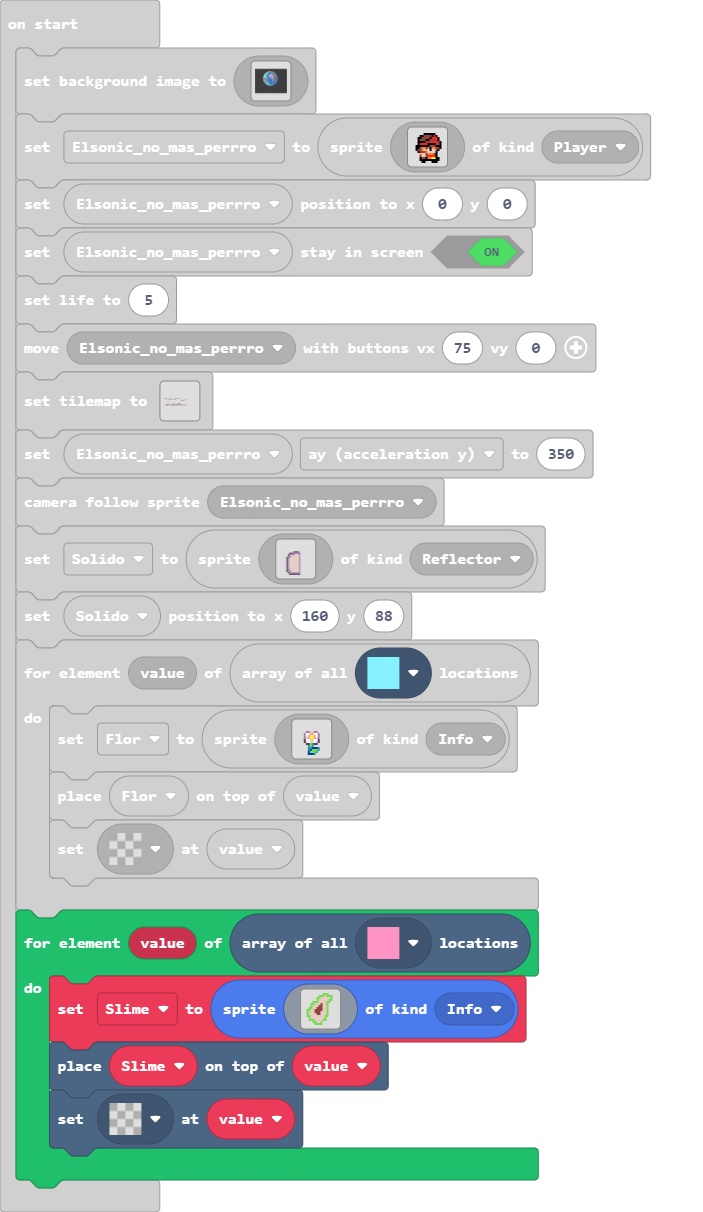 on start
set background image to
set Elsonic_no_mas_perrro to sprite of kind Player
set Elsonic_no_mas_perrro position to x 0 y 0
set Elsonic_no_mas_perrro stay in screen ON
set life to 5
move Elsonic_no_mas_perrro with buttons vx 75 vy 0
set tilemap to
set Elsonic_no_mas_perrro ay (acceleration y) to 350
camera follow sprite Elsonic_no_mas_perrro
set Solido to sprite of kind Reflector
set Solido position to x 160 y 88
for element value of array of all locations
do
set Flor to sprite of kind Info
place Flor on top of value
set at value
for element value of array of all locations
do
set Slime to sprite of kind Info
place Slime on top of value
set at value